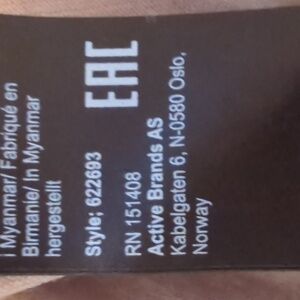 i Myanmar/ Fabriqué en
Birmanie/ in Myanmar
hergestellt
EAC
Style; 622693
RN 151408
Active Brands AS
Kabelgaten 6, N-0580 Oslo,
Norway